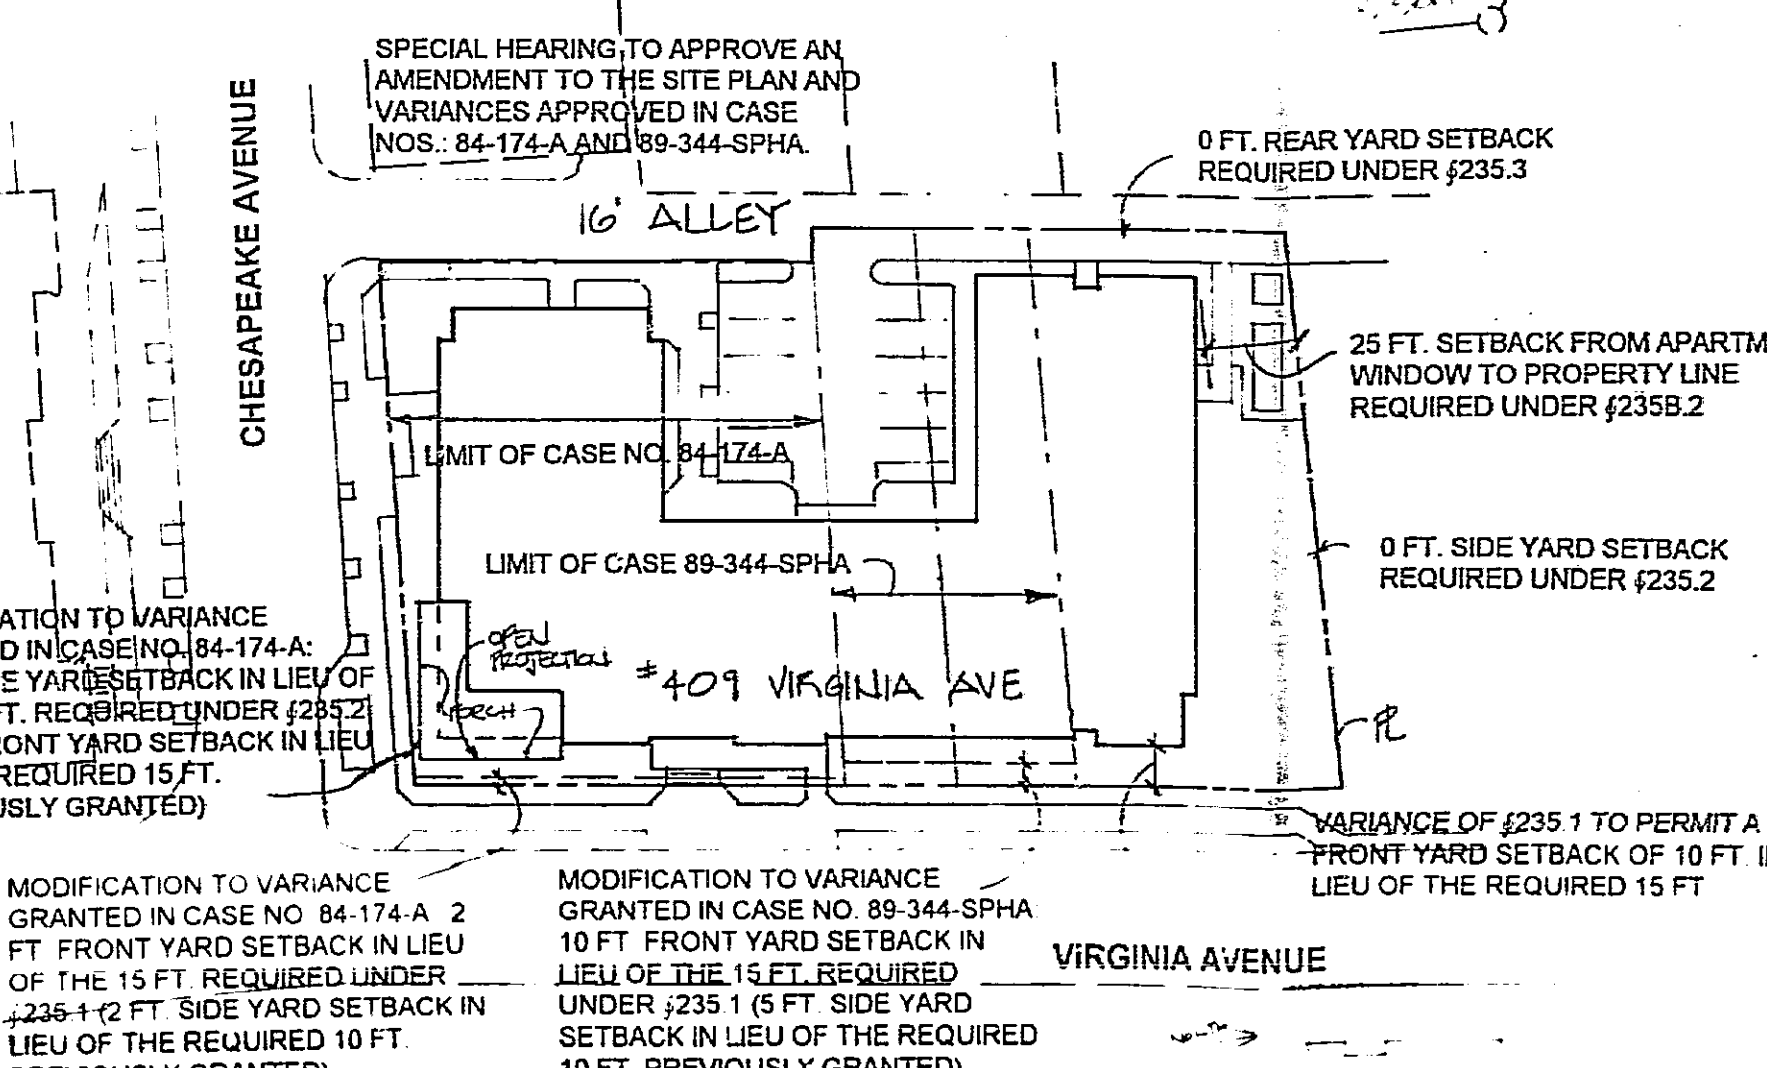 SPECIAL HEARING TO APPROVE AN
AMENDMENT TO THE SITE PLAN AND
VARIANCES APPROVED IN CASE
NOS.: 84-174-A AND 89-344-SPHA.
CHESAPEAKE AVENUE
0 FT. REAR YARD SETBACK
REQUIRED UNDER §235.3
16' ALLEY
25 FT. SETBACK FROM APARTM
WINDOW TO PROPERTY LINE
REQUIRED UNDER §235B.2
LIMIT OF CASE NO. 84-174-A
LIMIT OF CASE 89-344-SPHA
0 FT. SIDE YARD SETBACK
REQUIRED UNDER §235.2
ATION TO VARIANCE
D IN CASE NO. 84-174-A:
E YARD SETBACK IN LIEU OF
FT. REQUIRED UNDER §235.2
RONT YARD SETBACK IN LIEU
REQUIRED 15 FT.
USLY GRANTED)
OPEN
PROJECTION
PORCH
#409 VIRGINIA AVE
PL
VARIANCE OF §235.1 TO PERMIT A
FRONT YARD SETBACK OF 10 FT. I
LIEU OF THE REQUIRED 15 FT
MODIFICATION TO VARIANCE
GRANTED IN CASE NO 84-174-A 2
FT FRONT YARD SETBACK IN LIEU
OF THE 15 FT. REQUIRED UNDER
§235.1 (2 FT. SIDE YARD SETBACK IN
LIEU OF THE REQUIRED 10 FT.
PREVIOUSLY GRANTED)
MODIFICATION TO VARIANCE
GRANTED IN CASE NO. 89-344-SPHA
10 FT FRONT YARD SETBACK IN
LIEU OF THE 15 FT. REQUIRED
UNDER §235.1 (5 FT. SIDE YARD
SETBACK IN LIEU OF THE REQUIRED
10 FT. PREVIOUSLY GRANTED)
VIRGINIA AVENUE